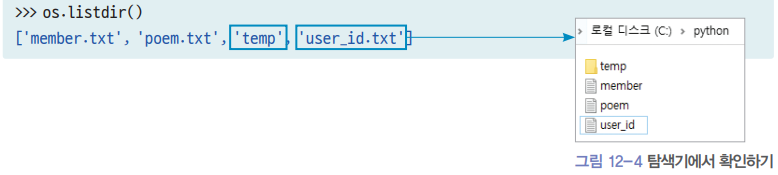 >>> os.listdir()
['member.txt', 'poem.txt', 'temp', 'user_id.txt']
> 로컬 디스크 (C:) > python
temp
member
poem
user_id
그림 12-4 탐색기에서 확인하기